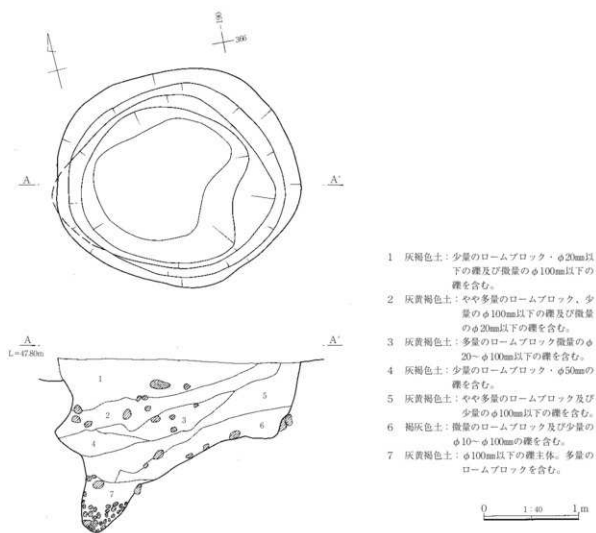 386
A A'
1 灰褐色土：少量のロームブロック・φ20㎜以
下の礫及び微量のφ100㎜以下の
礫を含む。
2 灰黄褐色土：やや多量のロームブロック、少
量のφ100㎜以下の礫及び微量
のφ20㎜以下の礫を含む。
3 灰黄褐色土：多量のロームブロック微量のφ
20～φ100㎜以下の礫を含む。
4 灰褐色土：少量のロームブロック・φ50㎜の
礫を含む。
5 灰黄褐色土：やや多量のロームブロック及び
少量のφ100㎜以下の礫を含む。
6 褐灰色土：微量のロームブロック及び少量の
φ10～φ100㎜の礫を含む。
7 灰黄褐色土：φ100㎜以下の礫主体。多量の
ロームブロックを含む。
A A'
L=47.80m
1
2
3
4
5
6
7
0 1:40 1m